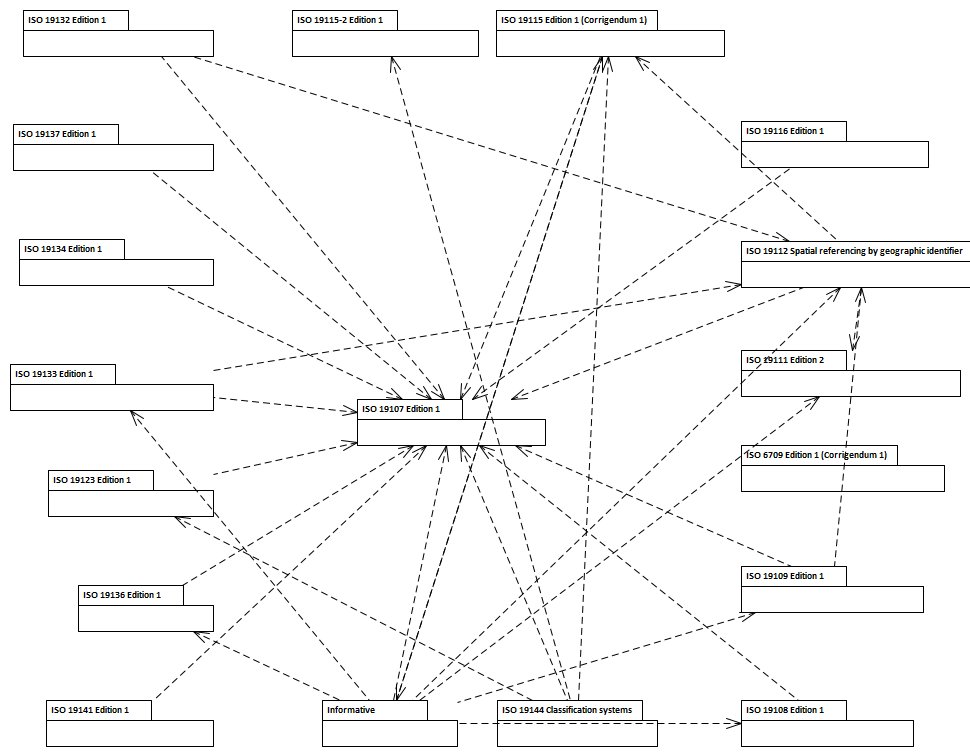 ISO 19132 Edition 1
ISO 19115-2 Edition 1
ISO 19115 Edition 1 (Corrigendum 1)
ISO 19137 Edition 1
ISO 19116 Edition 1
ISO 19134 Edition 1
ISO 19112 Spatial referencing by geographic identifier
ISO 19133 Edition 1
ISO 19111 Edition 2
ISO 19107 Edition 1
ISO 6709 Edition 1 (Corrigendum 1)
ISO 19123 Edition 1
ISO 19109 Edition 1
ISO 19136 Edition 1
ISO 19141 Edition 1
Informative
ISO 19144 Classification systems
ISO 19108 Edition 1